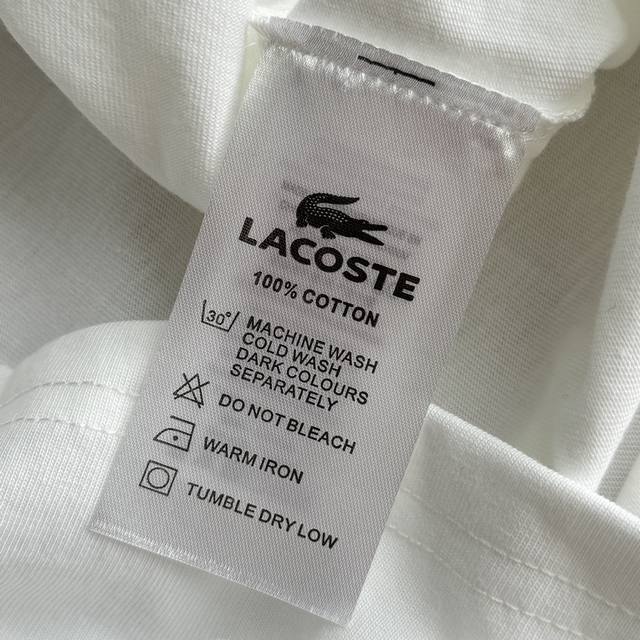 LACOSTE
100% COTTON
30°
MACHINE WASH
COLD WASH
DARK COLOURS
SEPARATELY
DO NOT BLEACH
WARM IRON
TUMBLE DRY LOW